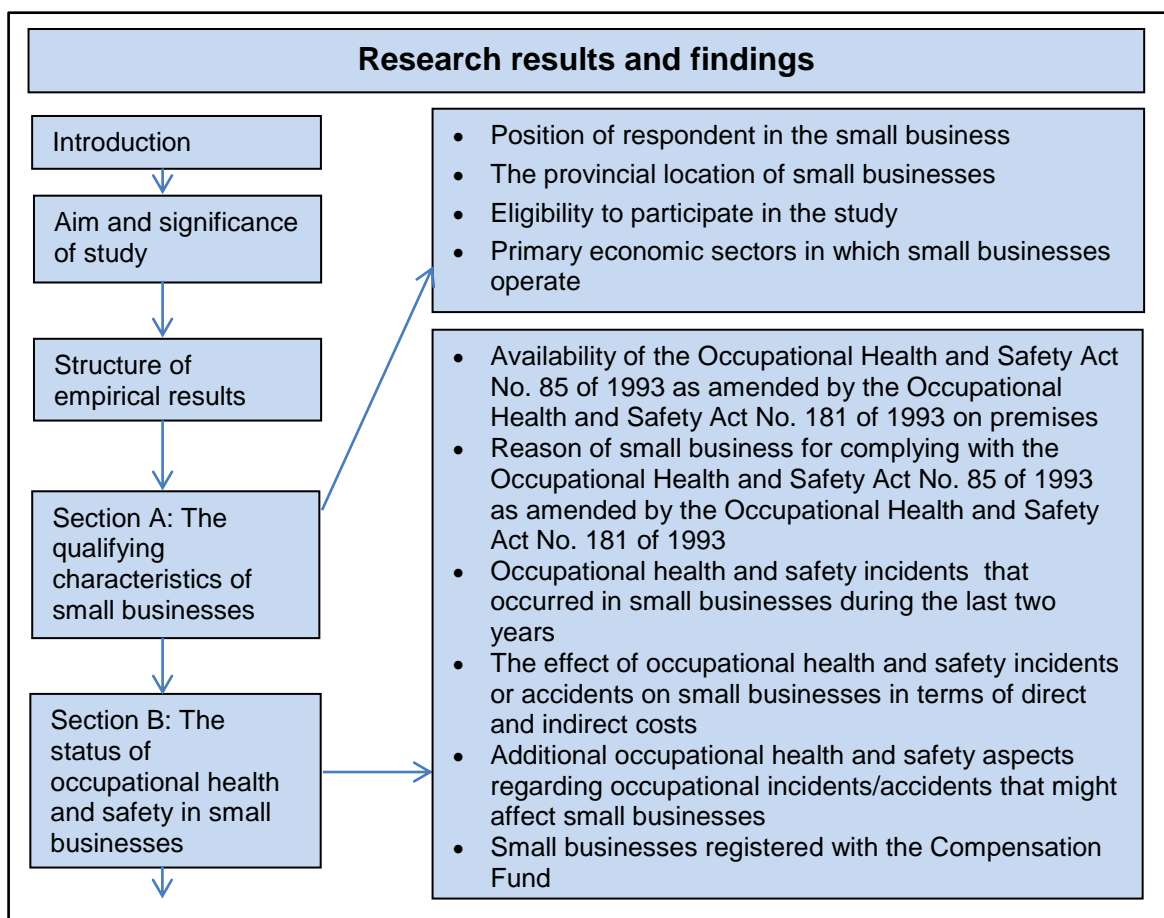 Research results and findings
Introduction
Aim and significance
of study
Structure of
empirical results
Section A: The
qualifying
characteristics of
small businesses
• Position of respondent in the small business
• The provincial location of small businesses
• Eligibility to participate in the study
• Primary economic sectors in which small businesses
operate
Section B: The
status of
occupational health
and safety in small
businesses
• Availability of the Occupational Health and Safety Act
No. 85 of 1993 as amended by the Occupational
Health and Safety Act No. 181 of 1993 on premises
• Reason of small business for complying with the
Occupational Health and Safety Act No. 85 of 1993
as amended by the Occupational Health and Safety
Act No. 181 of 1993
• Occupational health and safety incidents that
occurred in small businesses during the last two
years
• The effect of occupational health and safety incidents
or accidents on small businesses in terms of direct
and indirect costs
• Additional occupational health and safety aspects
regarding occupational incidents/accidents that might
affect small businesses
• Small businesses registered with the Compensation
Fund